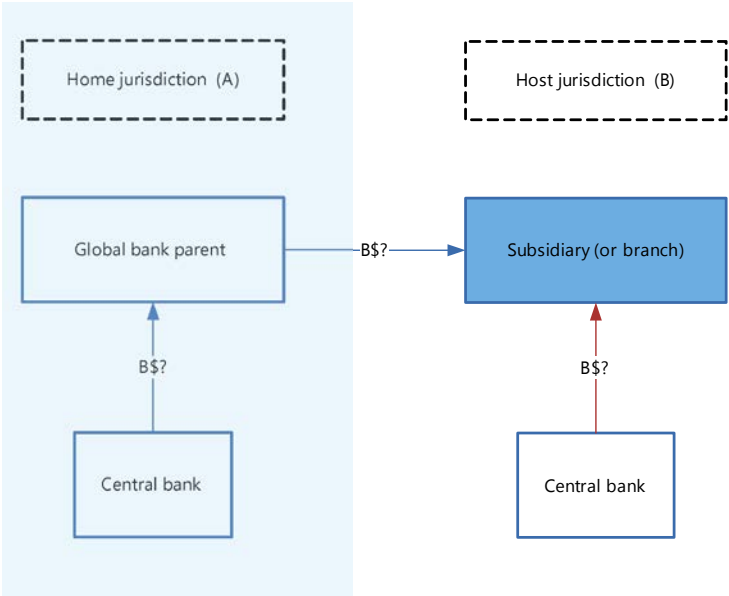 Home jurisdiction (A)
Host jurisdiction (B)
Global bank parent
B$?
Subsidiary (or branch)
B$?
B$?
Central bank
Central bank